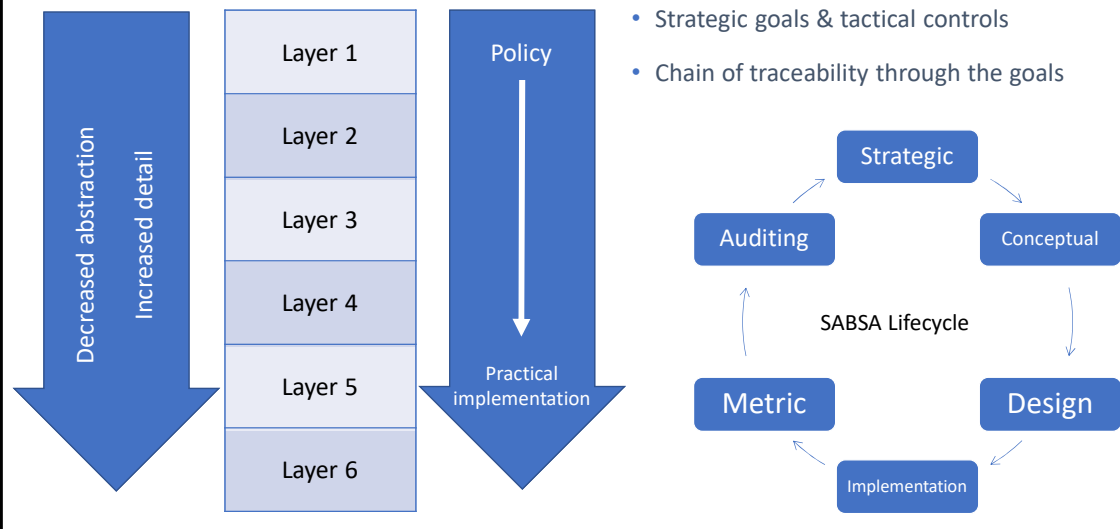 Decreased abstraction
Increased detail
Layer 1
Layer 2
Layer 3
Layer 4
Layer 5
Layer 6
Policy
Practical
implementation
• Strategic goals & tactical controls
• Chain of traceability through the goals
Strategic
Conceptual
Design
Implementation
Metric
Auditing
SABSA Lifecycle